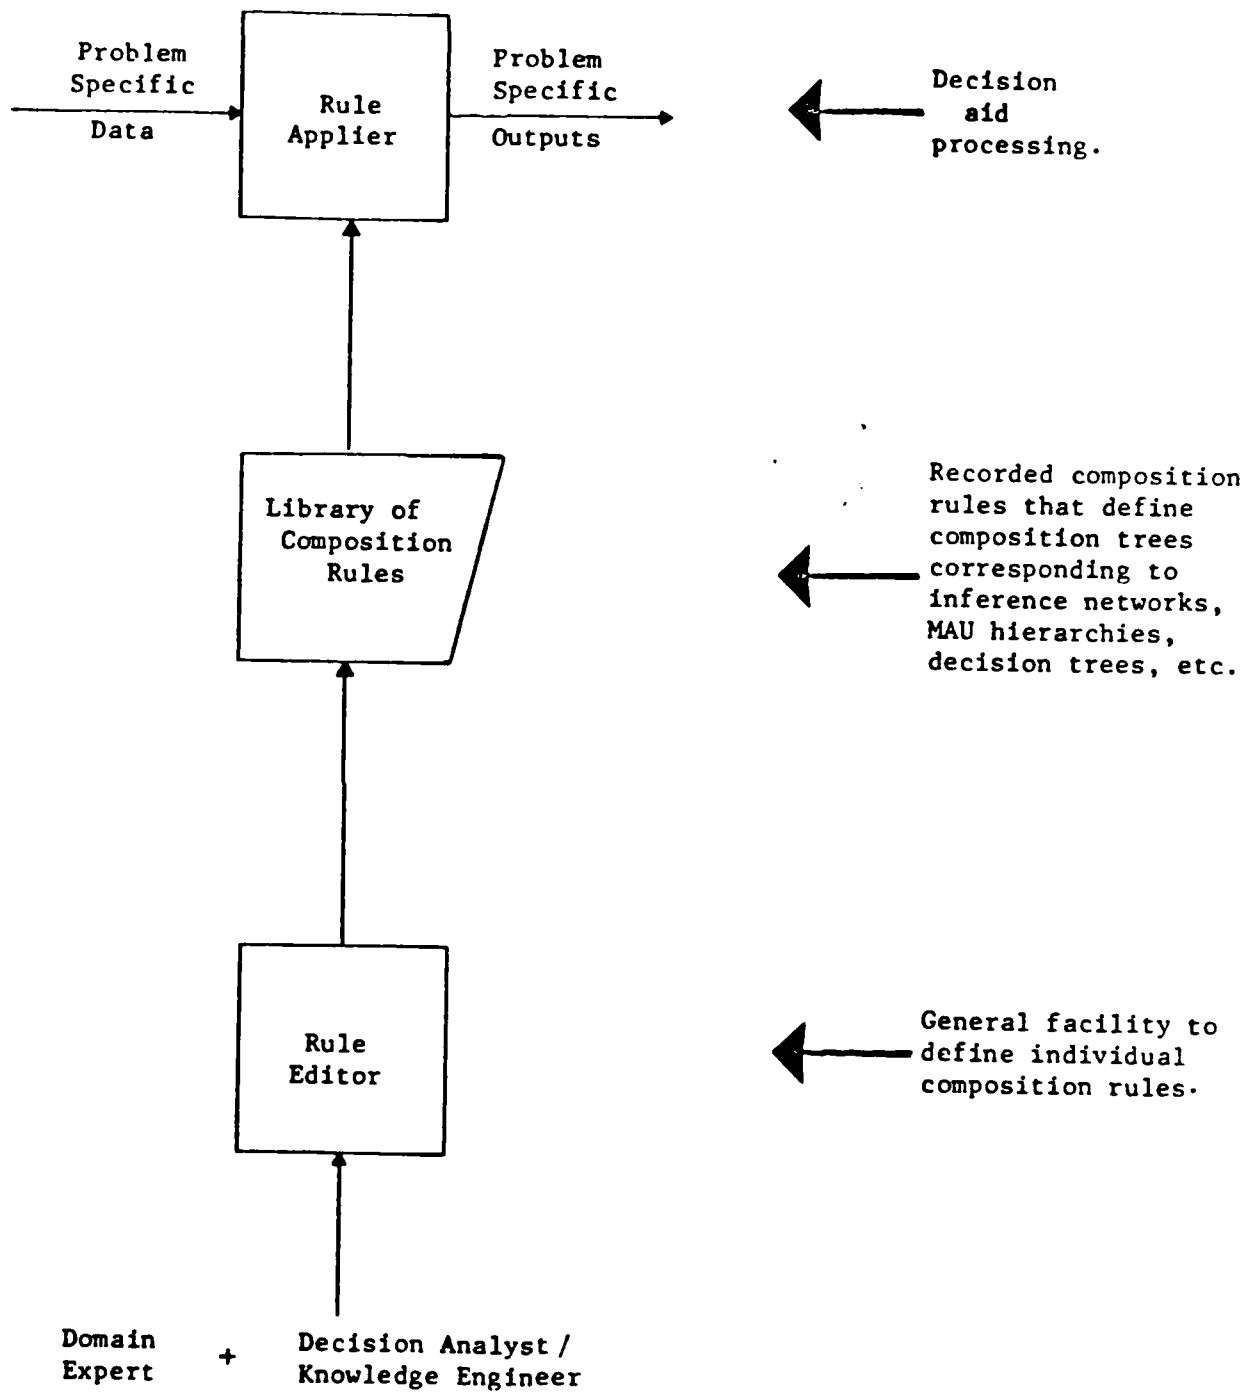 Problem
Specific
Data
Rule
Applier
Problem
Specific
Outputs
Decision
aid
processing.
Library of
Composition
Rules
Recorded composition
rules that define
composition trees
corresponding to
inference networks,
MAU hierarchies,
decision trees, etc.
Rule
Editor
General facility to
define individual
composition rules.
Domain
Expert
+
Decision Analyst/
Knowledge Engineer